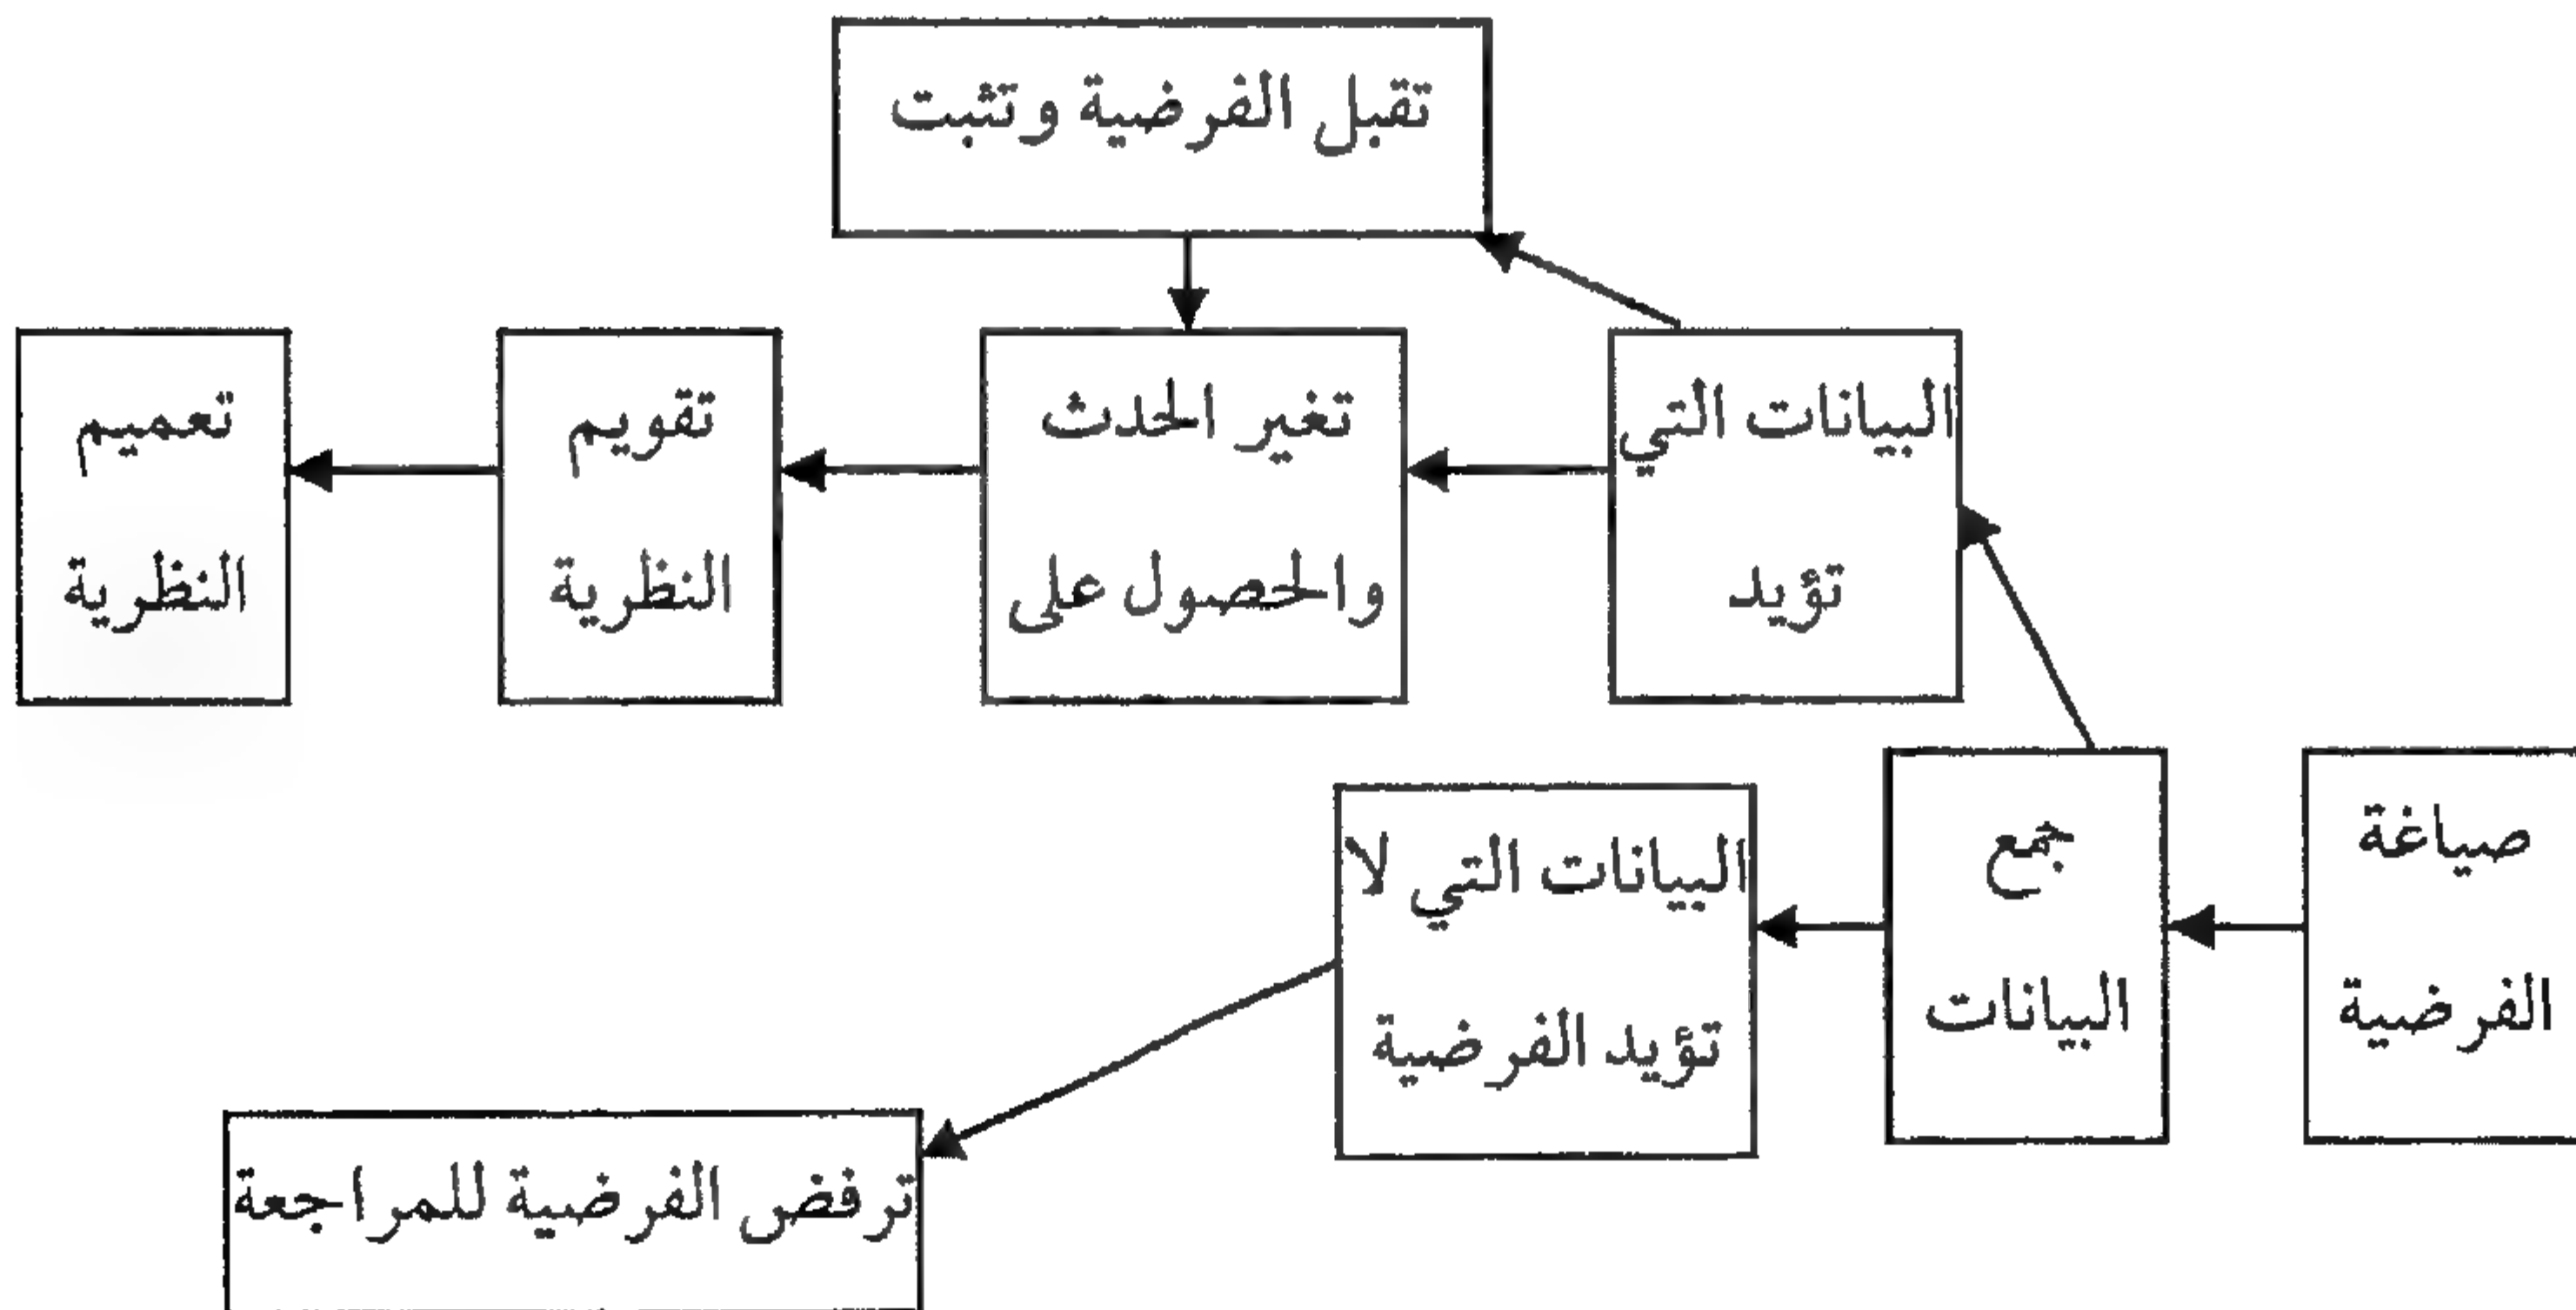 تقبل الفرضية وتثبت
البيانات التي
تؤيد
تغير الحدث
والحصول على
تقويم
النظرية
تعميم
النظرية
صياغة
الفرضية
جمع
البيانات
البيانات التي لا
تؤيد الفرضية
ترفض الفرضية للمراجعة